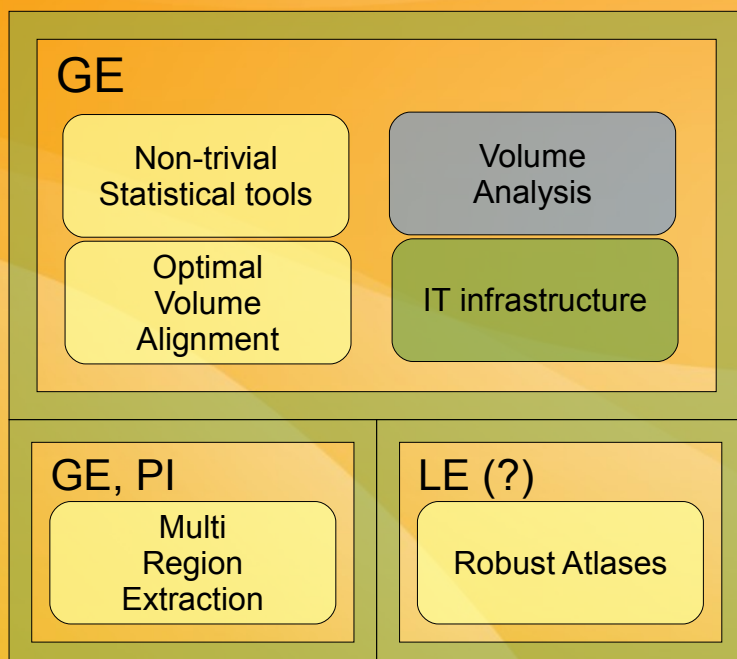 GE
Non-trivial
Statistical tools
Volume
Analysis
Optimal
Volume
Alignment
IT infrastructure
GE, PI
Multi
Region
Extraction
LE (?)
Robust Atlases